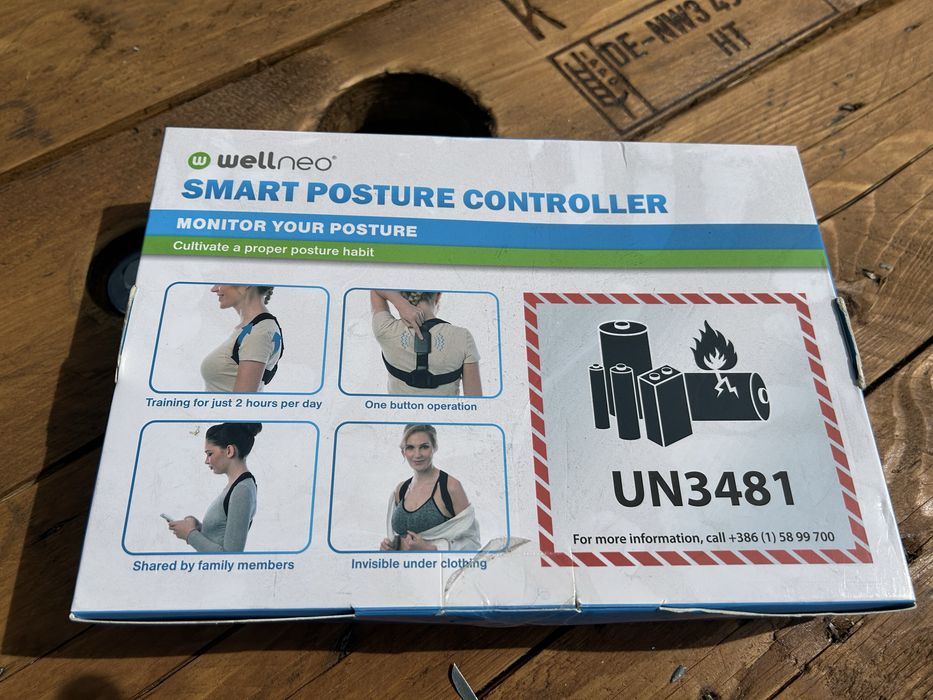 K
DE-NW3 49
HT
wellneo®
SMART POSTURE CONTROLLER
MONITOR YOUR POSTURE
Cultivate a proper posture habit
Training for just 2 hours per day
One button operation
Shared by family members
Invisible under clothing
UN3481
For more information, call +386 (1) 58 99 700